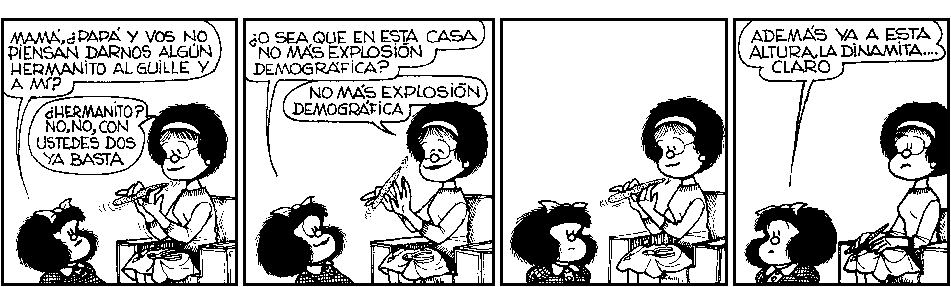 MAMÁ, ¿PAPÁ Y VOS NO
PIENSAN DARNOS ALGÚN
HERMANITO AL GUILLE Y
A MÍ?
¿HERMANITO?
NO, NO, CON
USTEDES DOS
YA BASTA
¿O SEA QUE EN ESTA CASA
NO MÁS EXPLOSIÓN
DEMOGRÁFICA?
NO MÁS EXPLOSIÓN
DEMOGRÁFICA
ADEMÁS YA A ESTA
ALTURA, LA DINAMITA....
CLARO